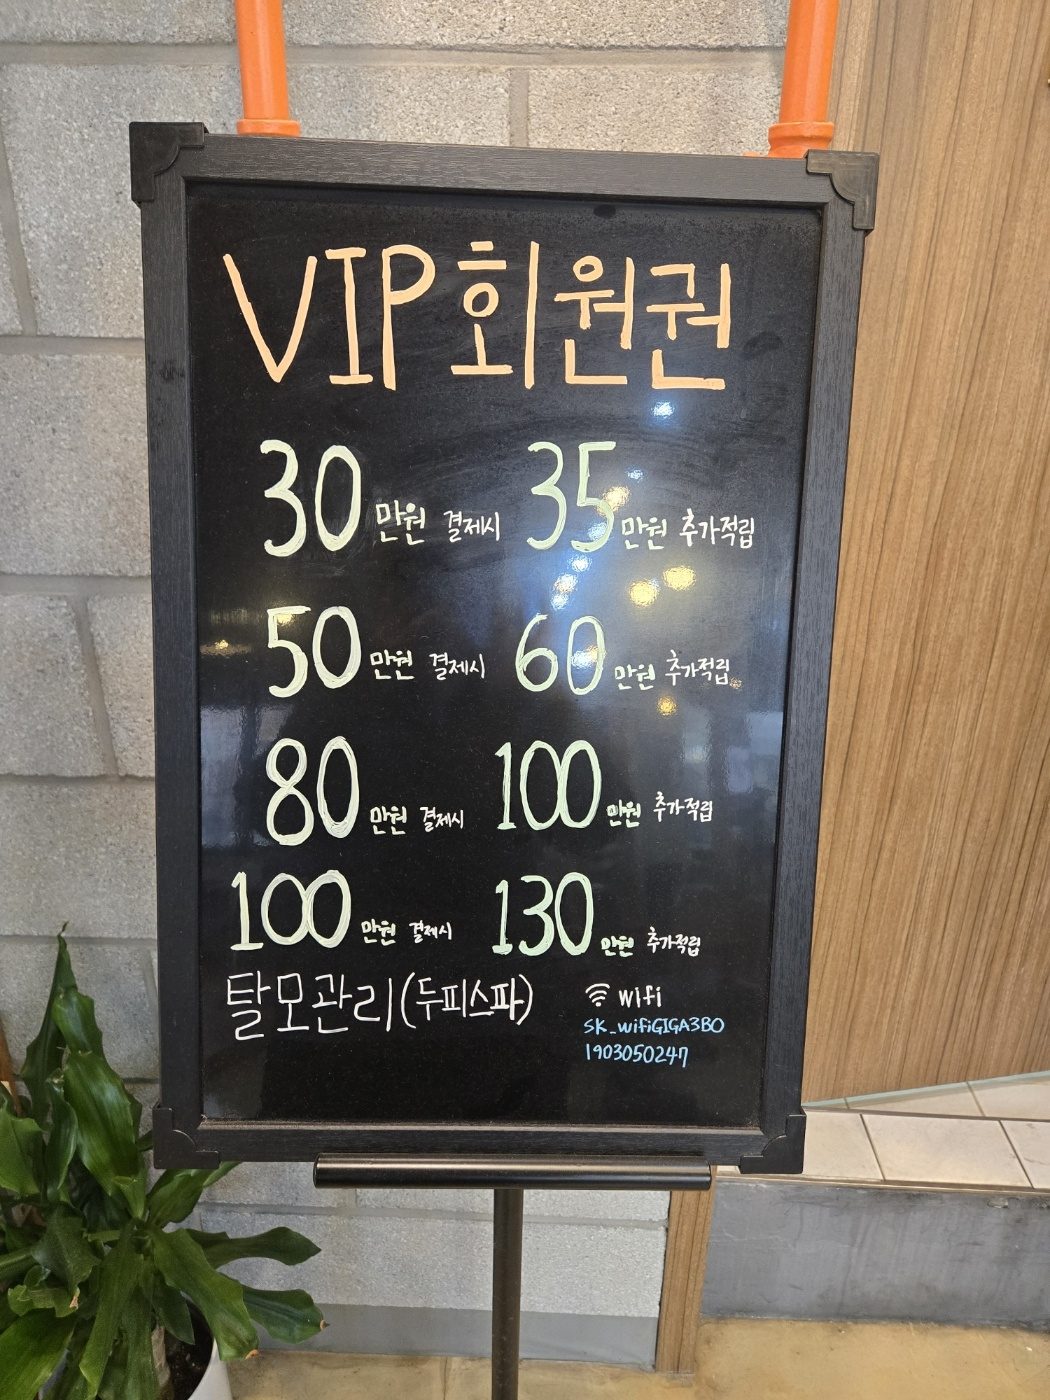 VIP 회원권
30만원 결제시 35만원 추가적립
50만원 결제시 60만원 추가적립
80만원 결제시 100만원 추가적립
100만원 결제시 130만원 추가적립
탈모관리(두피스파)
wifi
SK_WifiGIGA3B0
1903050247